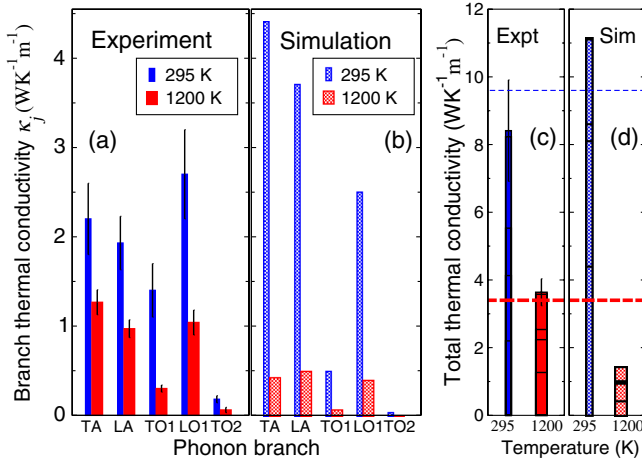 Experiment
295 K
1200 K
(a)
Simulation
295 K
1200 K
(b)
Branch thermal conductivity κj (WK⁻¹m⁻¹)
4
3
2
1
0
TA LA TO1 LO1 TO2
TA LA TO1 LO1 TO2
Phonon branch
Expt
(c)
Sim
(d)
Total thermal conductivity (WK⁻¹m⁻¹)
12
10
8
6
4
2
0
295 1200
295 1200
Temperature (K)